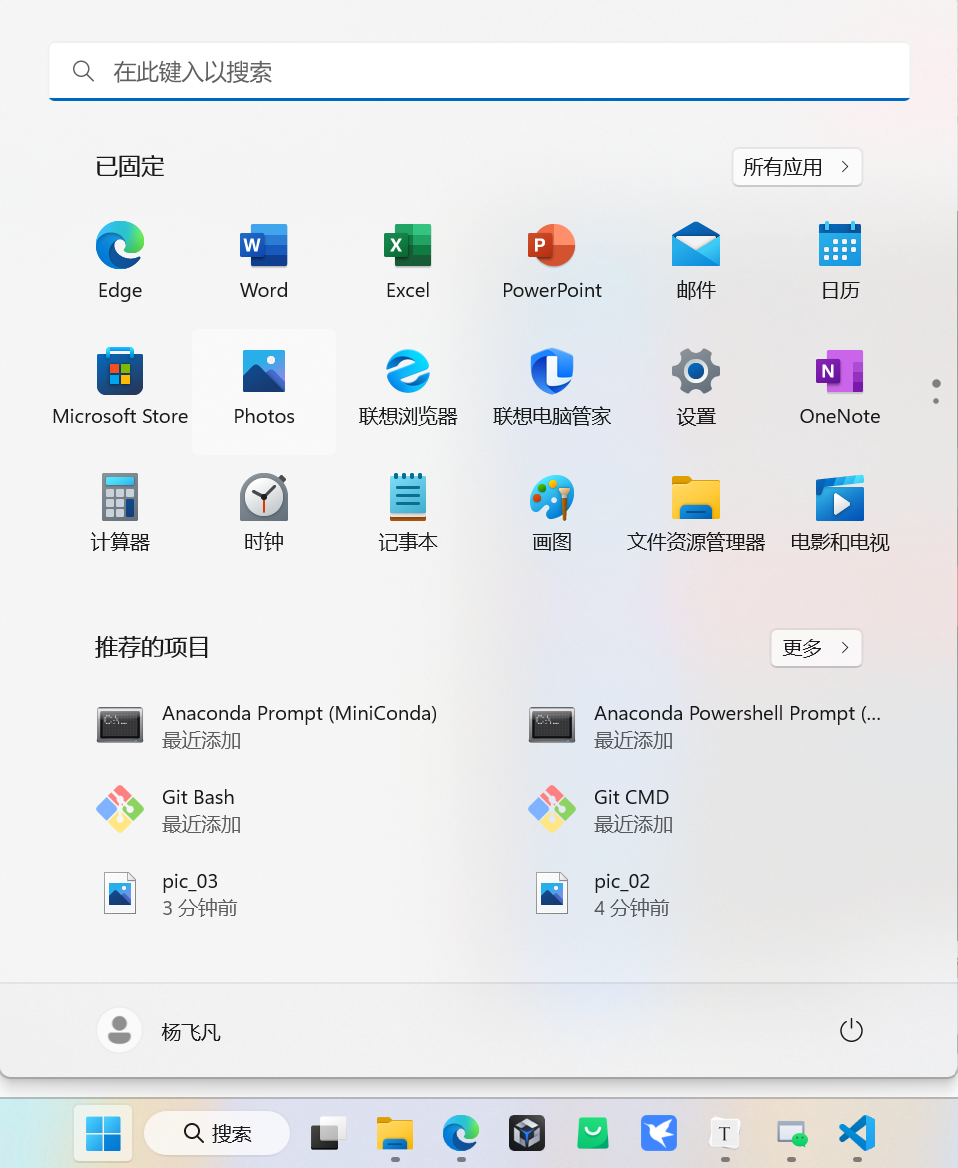 在此键入以搜索
已固定
所有应用
Edge
Word
Excel
PowerPoint
邮件
日历
Microsoft Store
Photos
联想浏览器
联想电脑管家
设置
OneNote
计算器
时钟
记事本
画图
文件资源管理器
电影和电视
推荐的项目
更多
Anaconda Prompt (MiniConda)
最近添加
Anaconda Powershell Prompt (...
最近添加
Git Bash
最近添加
Git CMD
最近添加
pic_03
3 分钟前
pic_02
4 分钟前
杨飞凡
搜索